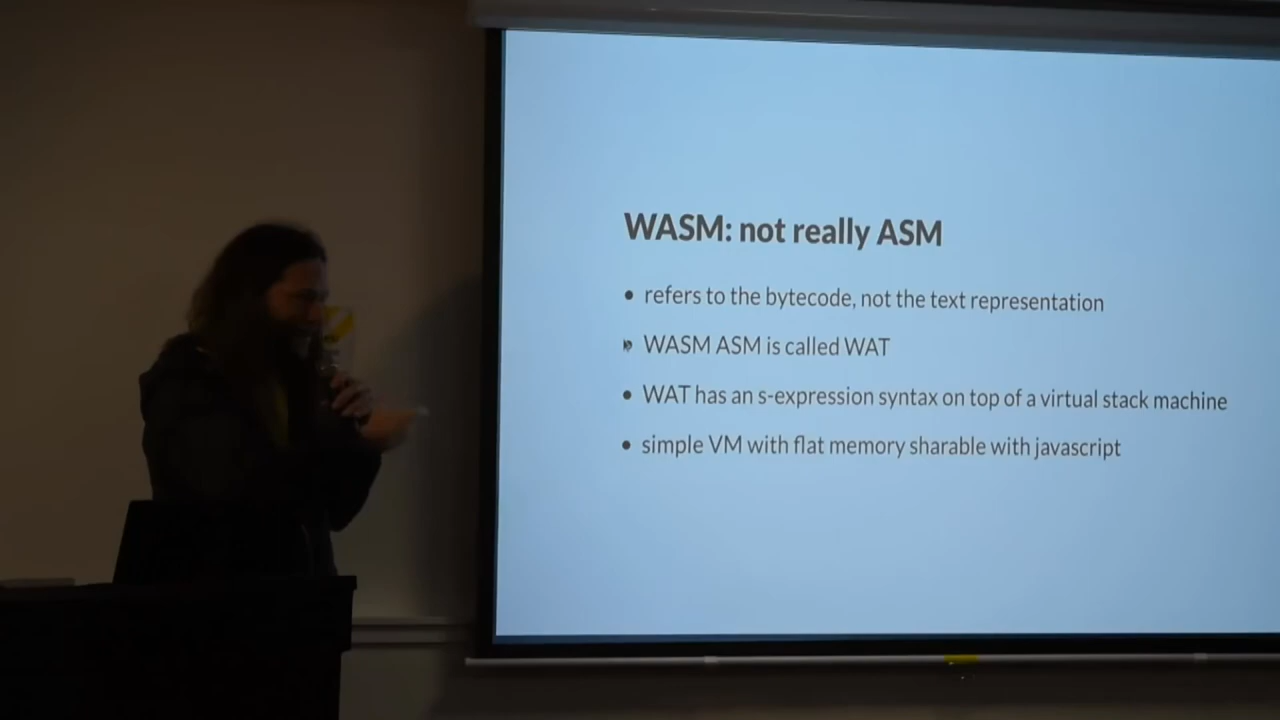 WASM: not really ASM
• refers to the bytecode, not the text representation
• WASM ASM is called WAT
• WAT has an s-expression syntax on top of a virtual stack machine
• simple VM with flat memory sharable with javascript